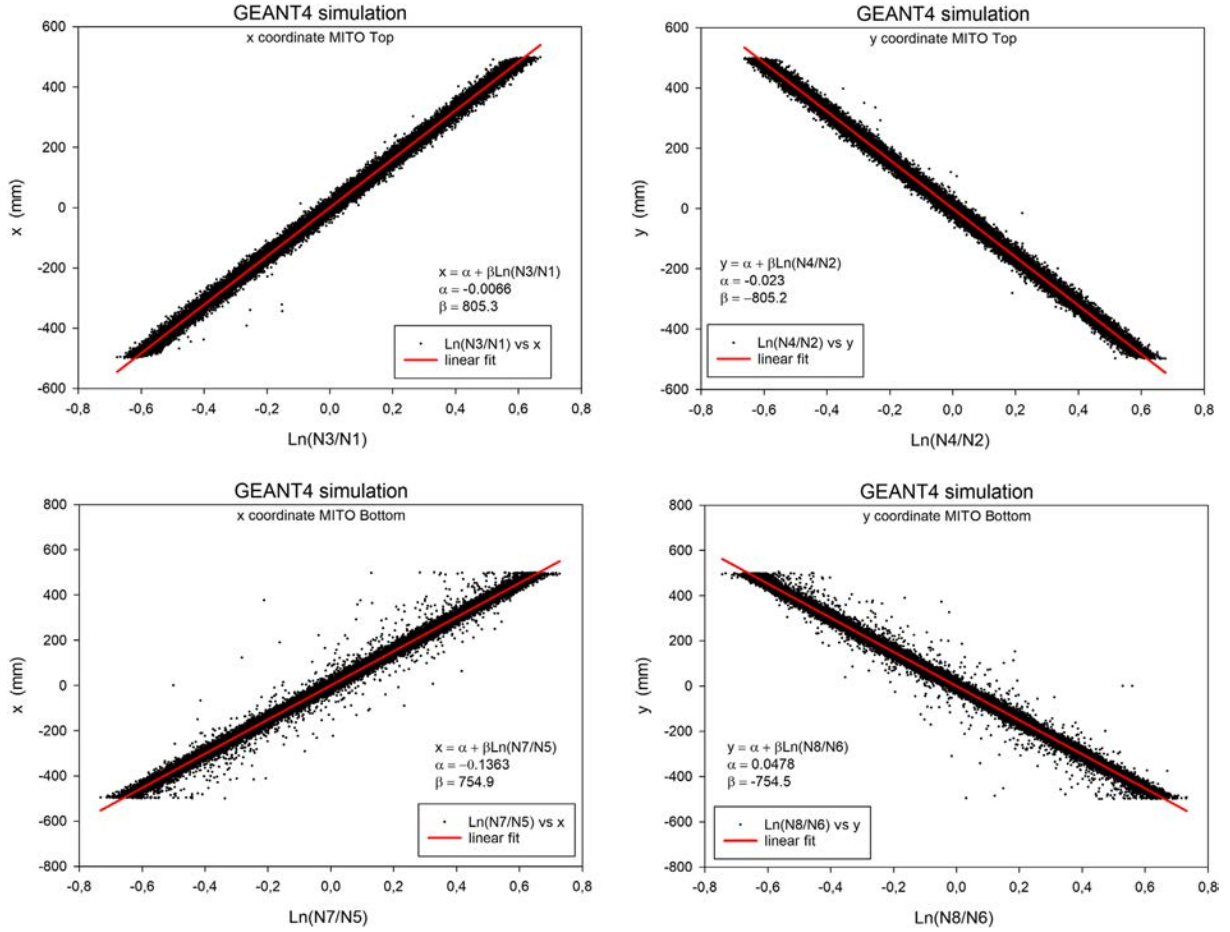 GEANT4 simulation
x coordinate MITO Top
600
400
200
0
-200
-400
-600
x (mm)
x = α + βLn(N3/N1)
α = -0.0066
β = 805.3
Ln(N3/N1) vs x
linear fit
-0,8 -0,6 -0,4 -0,2 0,0 0,2 0,4 0,6 0,8
Ln(N3/N1)
GEANT4 simulation
y coordinate MITO Top
600
400
200
0
-200
-400
-600
y (mm)
y = α + βLn(N4/N2)
α = -0.023
β = −805.2
Ln(N4/N2) vs y
linear fit
-0,8 -0,6 -0,4 -0,2 0,0 0,2 0,4 0,6 0,8
Ln(N4/N2)
GEANT4 simulation
x coordinate MITO Bottom
800
600
400
200
0
-200
-400
-600
-800
x (mm)
x = α + βLn(N7/N5)
α = −0.1363
β = 754.9
Ln(N7/N5) vs x
linear fit
-0,8 -0,6 -0,4 -0,2 0,0 0,2 0,4 0,6 0,8
Ln(N7/N5)
GEANT4 simulation
y coordinate MITO Bottom
800
600
400
200
0
-200
-400
-600
-800
y (mm)
y = α + βLn(N8/N6)
α = 0.0478
β = -754.5
Ln(N8/N6) vs y
linear fit
-0,8 -0,6 -0,4 -0,2 0,0 0,2 0,4 0,6 0,8
Ln(N8/N6)